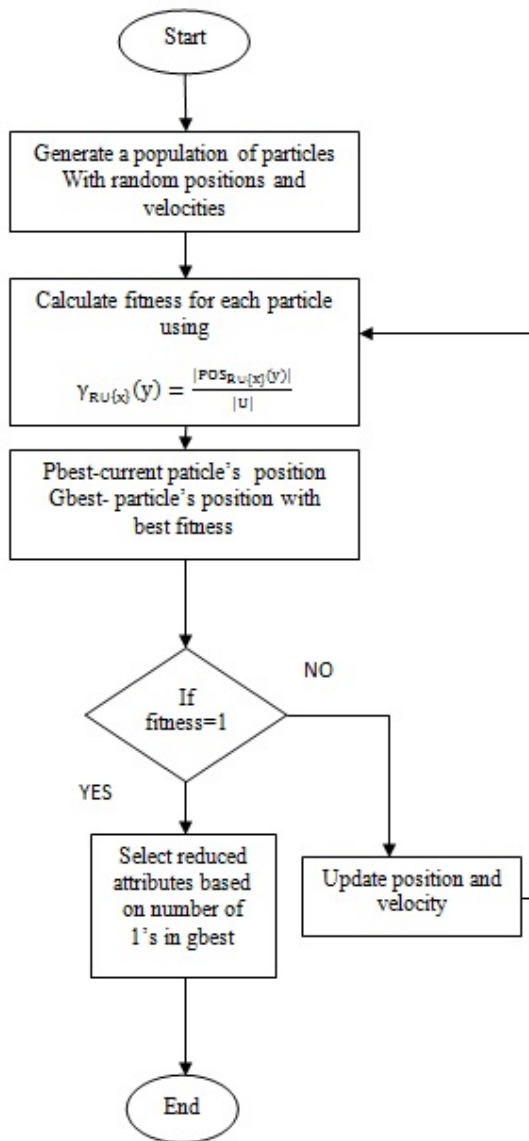 Start
Generate a population of particles
With random positions and
velocities
Calculate fitness for each particle
using
γ_{R∪{x}}(y) = |POS_{R∪{x}}(y)| / |U|
Pbest-current paticle's position
Gbest- particle's position with
best fitness
If
fitness=1
NO
YES
Select reduced
attributes based
on number of
1's in gbest
Update position and
velocity
End